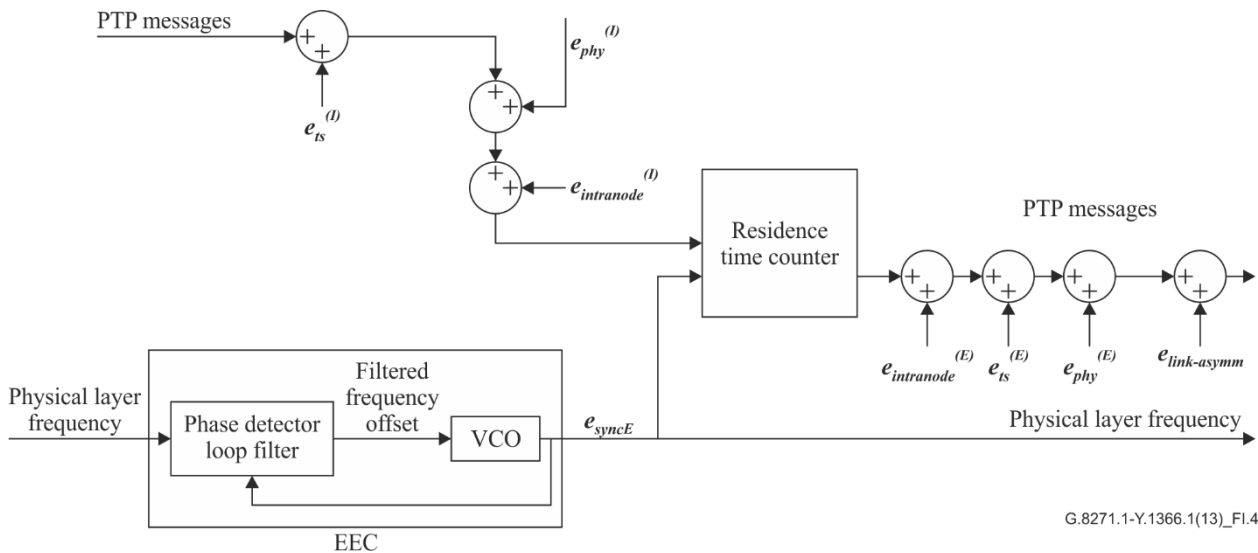 PTP messages
+
+
e_ts^(I)
e_phy^(I)
+
+
+
+
e_intranode^(I)
Residence
time counter
PTP messages
+
+
+
+
+
+
+
+
e_intranode^(E)
e_ts^(E)
e_phy^(E)
e_link-asymm
Physical layer
frequency
Phase detector
loop filter
Filtered
frequency
offset
VCO
e_syncE
Physical layer frequency
EEC
G.8271.1-Y.1366.1(13)_FI.4